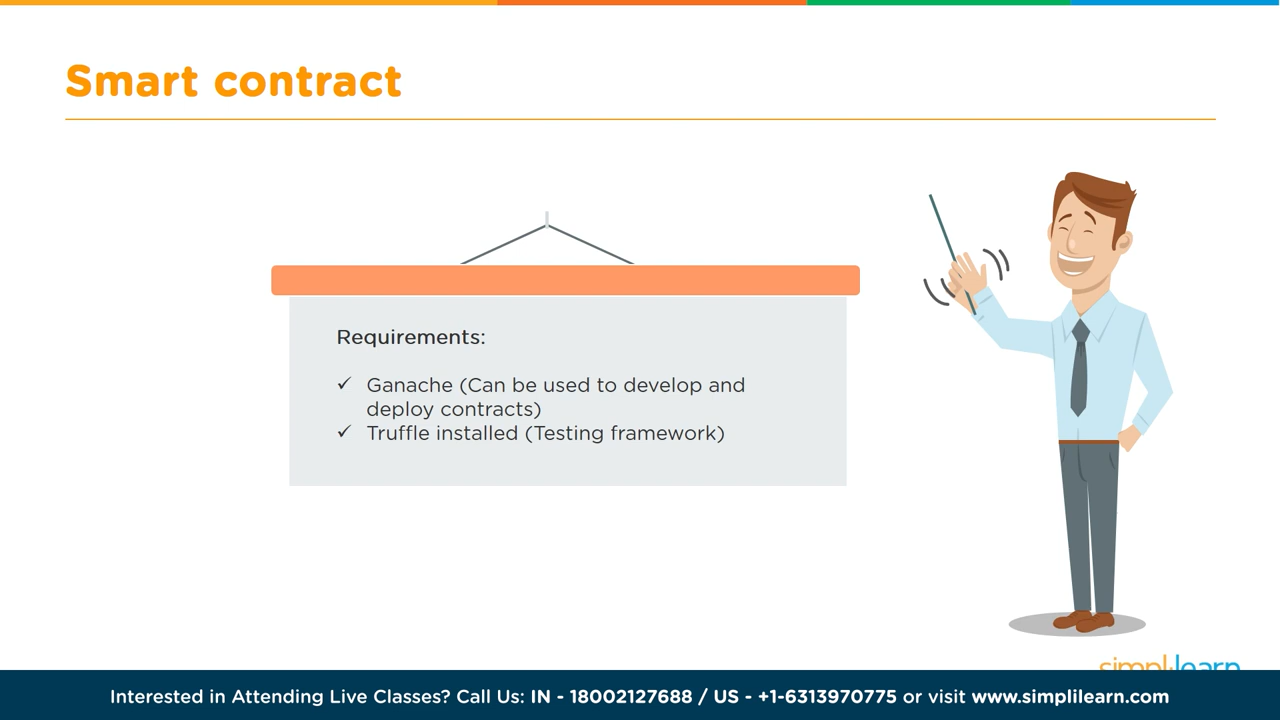 Smart contract
Requirements:
✓ Ganache (Can be used to develop and
deploy contracts)
✓ Truffle installed (Testing framework)
simplilearn
Interested in Attending Live Classes? Call Us: IN - 18002127688 / US - +1-6313970775 or visit www.simplilearn.com